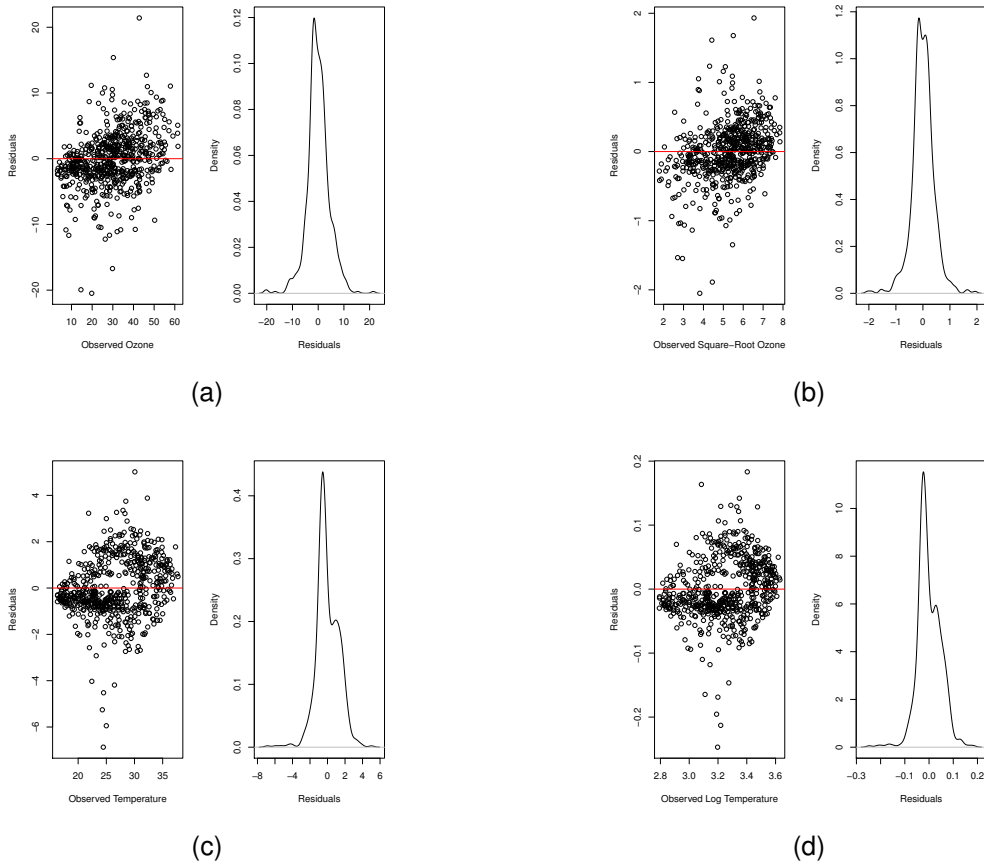 Residuals
20
10
0
−10
−20
10 20 30 40 50 60
Observed Ozone
Density
0.12
0.10
0.08
0.06
0.04
0.02
0.00
−20 −10 0 10 20
Residuals
(a)
Residuals
2
1
0
−1
−2
2 3 4 5 6 7 8
Observed Square−Root Ozone
Density
1.2
1.0
0.8
0.6
0.4
0.2
0.0
−2 −1 0 1 2
Residuals
(b)
Residuals
4
2
0
−2
−4
−6
20 25 30 35
Observed Temperature
Density
0.4
0.3
0.2
0.1
0.0
−8 −4 0 2 4 6
Residuals
(c)
Residuals
0.2
0.1
0.0
−0.1
−0.2
2.8 3.0 3.2 3.4 3.6
Observed Log Temperature
Density
10
8
6
4
2
0
−0.3 −0.1 0.0 0.1 0.2
Residuals
(d)